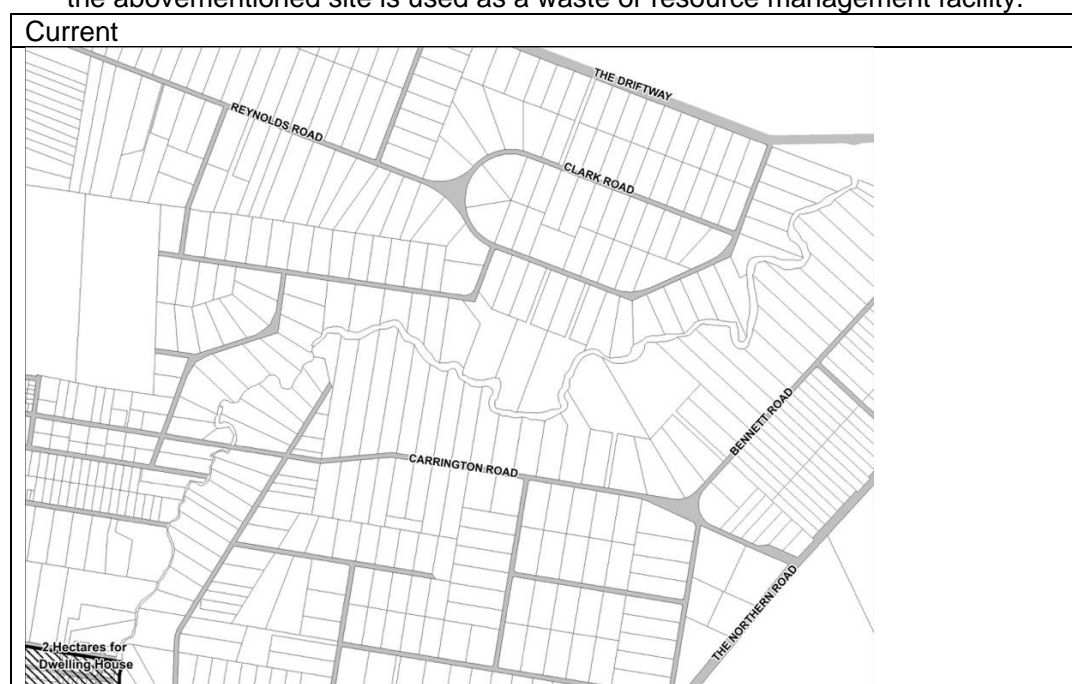 the abovementioned site is used as a waste or resource management facility.
Current
THE DRIFTWAY
REYNOLDS ROAD
CLARK ROAD
BENNETT ROAD
CARRINGTON ROAD
THE NORTHERN ROAD
2 Hectares for
Dwelling House